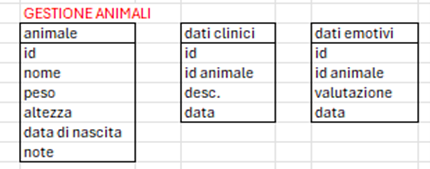 GESTIONE ANIMALI
animale
id
nome
peso
altezza
data di nascita
note
dati clinici
id
id animale
desc.
data
dati emotivi
id
id animale
valutazione
data